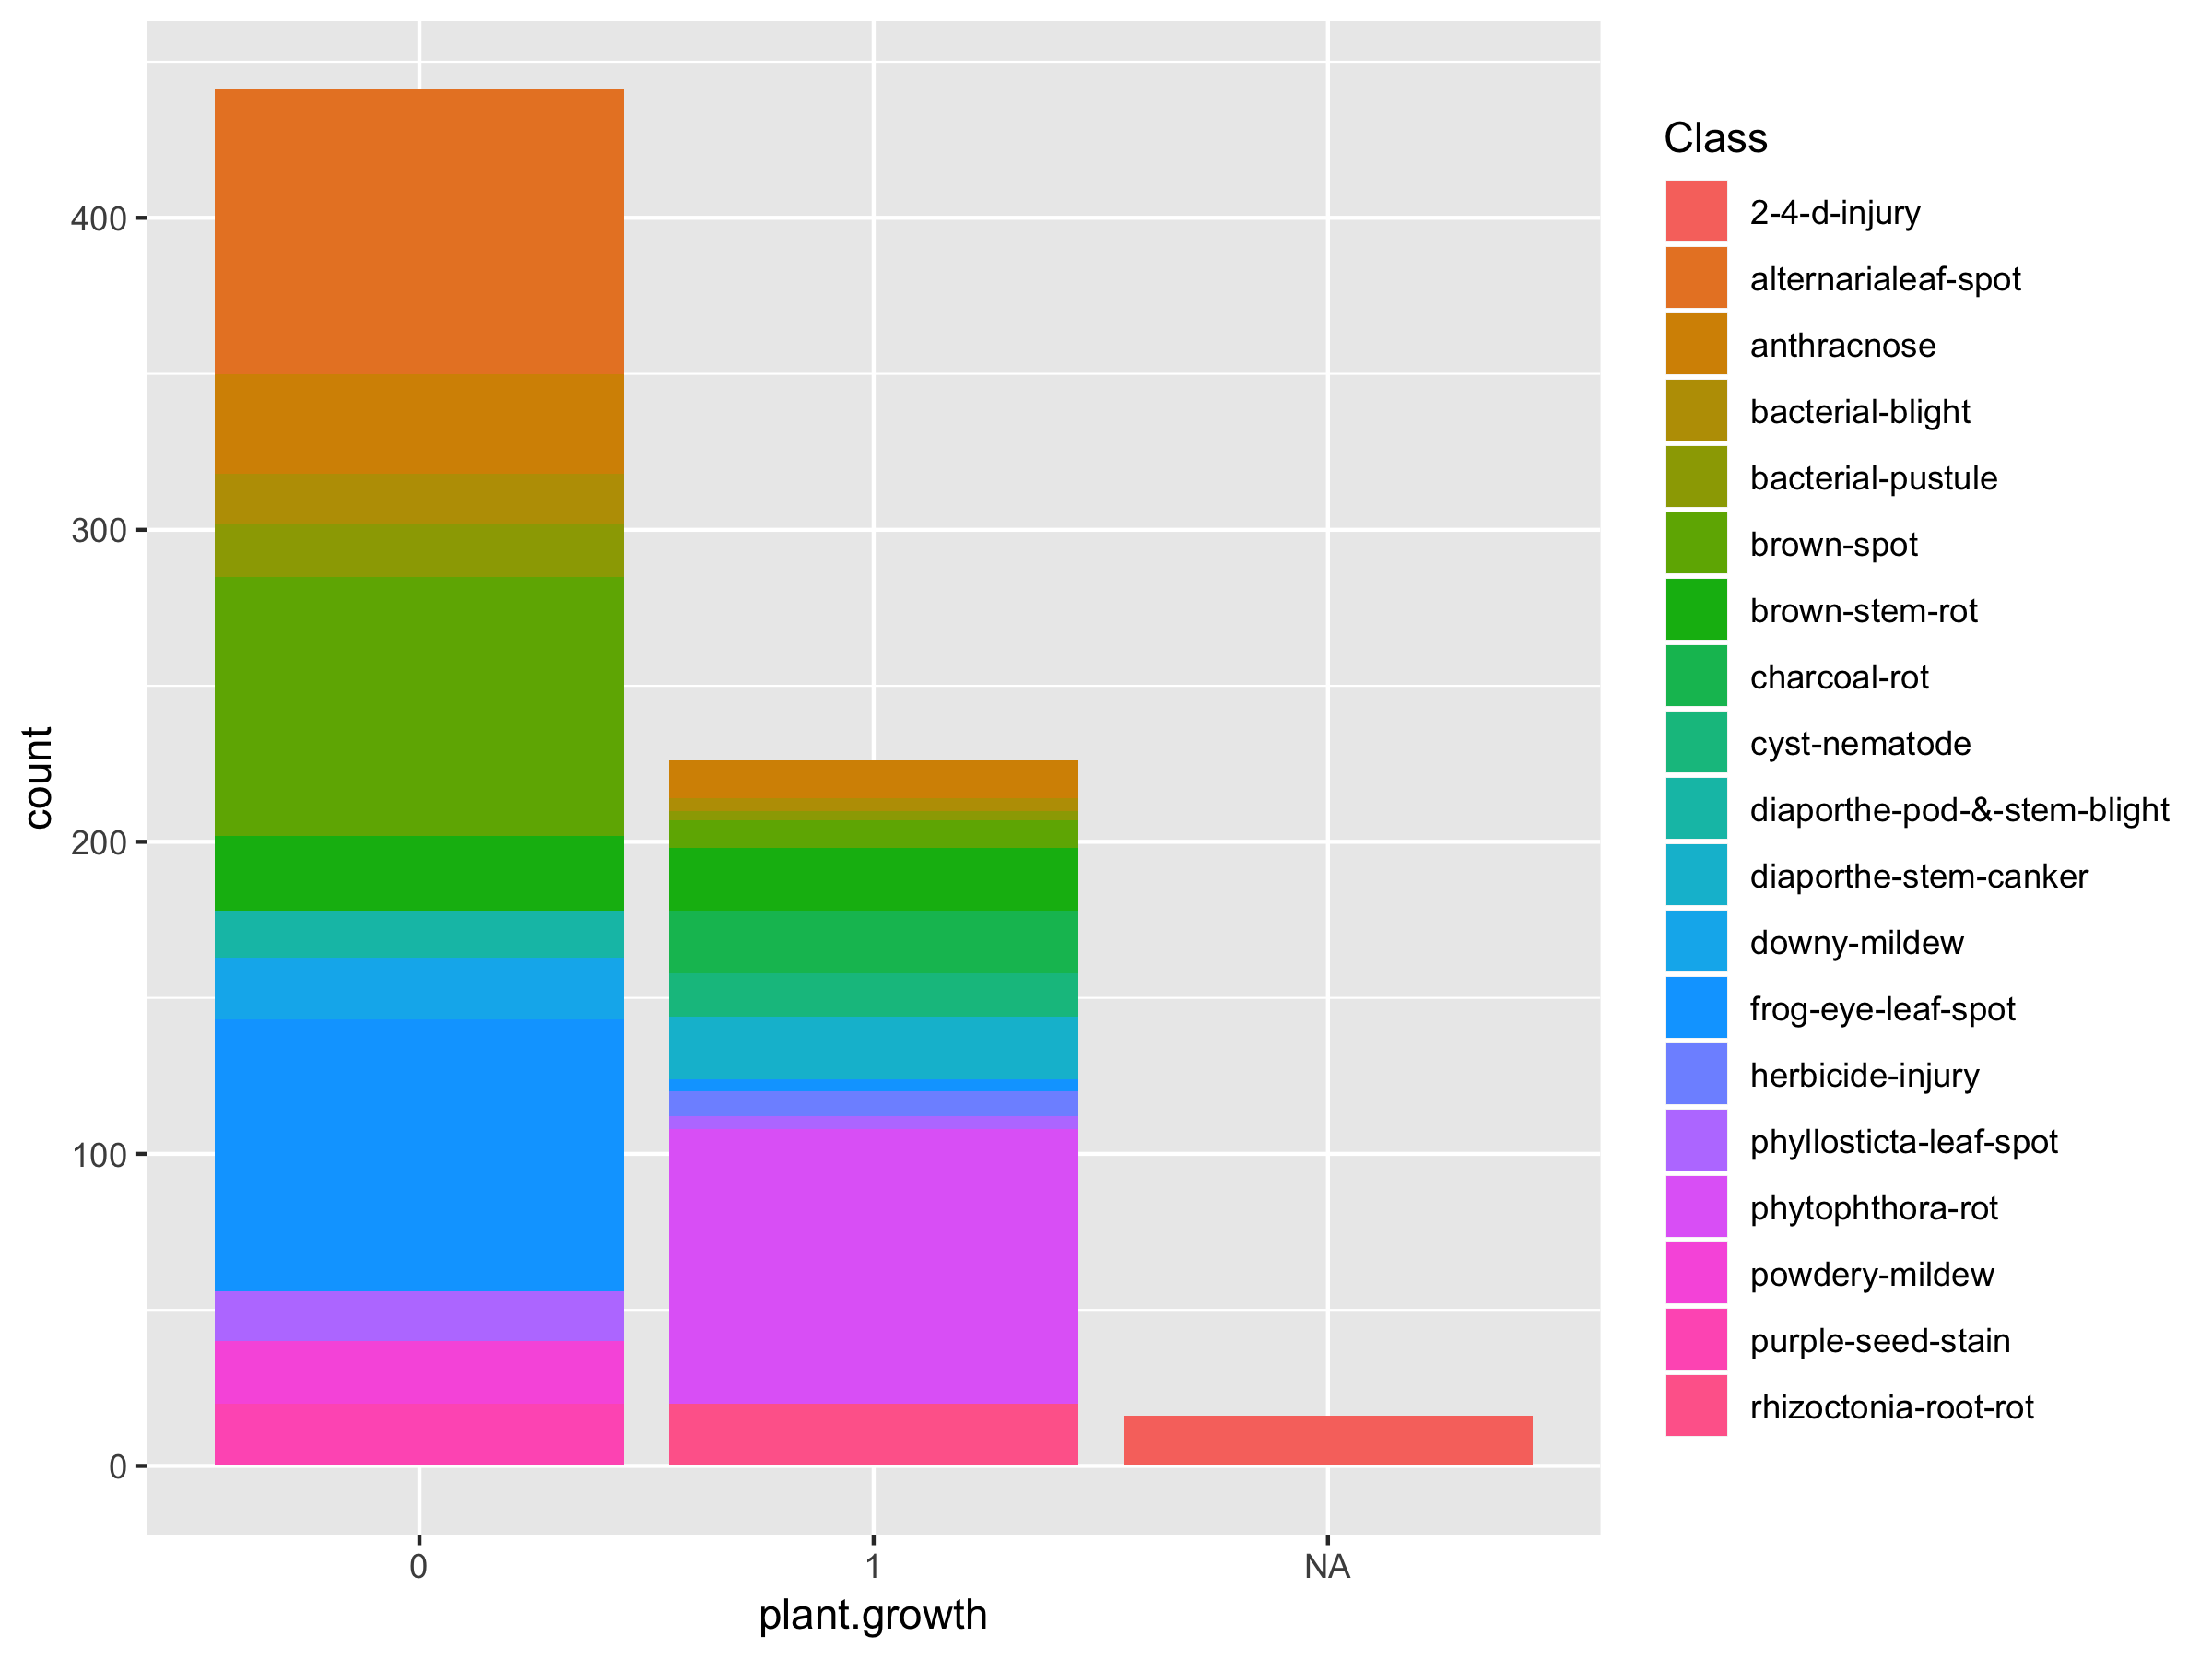 count
400
300
200
100
0
0
1
NA
plant.growth
Class
2-4-d-injury
alternarialeaf-spot
anthracnose
bacterial-blight
bacterial-pustule
brown-spot
brown-stem-rot
charcoal-rot
cyst-nematode
diaporthe-pod-&-stem-blight
diaporthe-stem-canker
downy-mildew
frog-eye-leaf-spot
herbicide-injury
phyllosticta-leaf-spot
phytophthora-rot
powdery-mildew
purple-seed-stain
rhizoctonia-root-rot